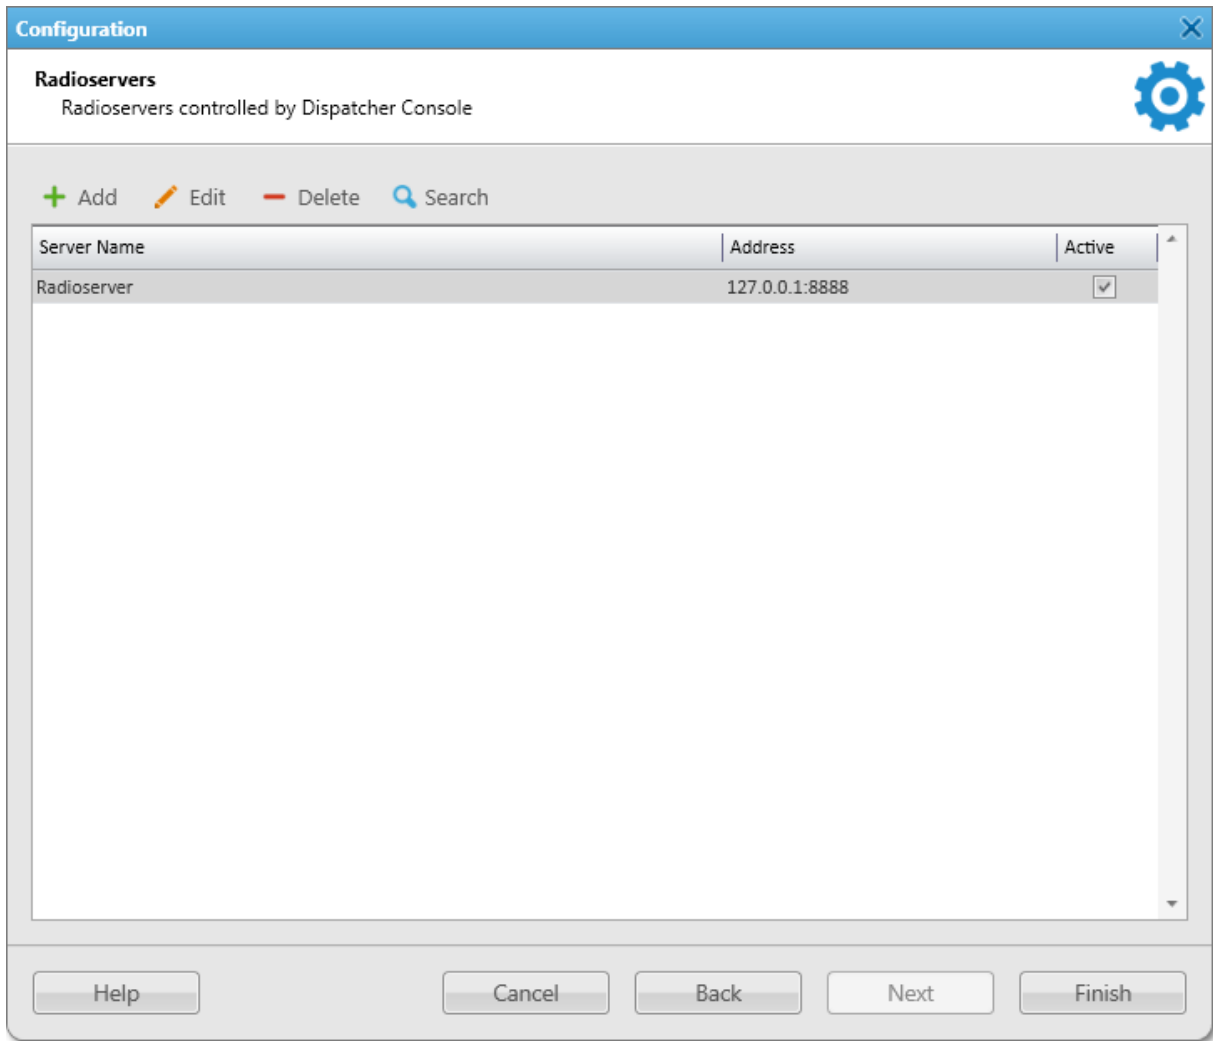 Configuration
Radioservers
Radioservers controlled by Dispatcher Console
Add Edit Delete Search
Server Name Address Active
Radioserver 127.0.0.1:8888
Help Cancel Back Next Finish